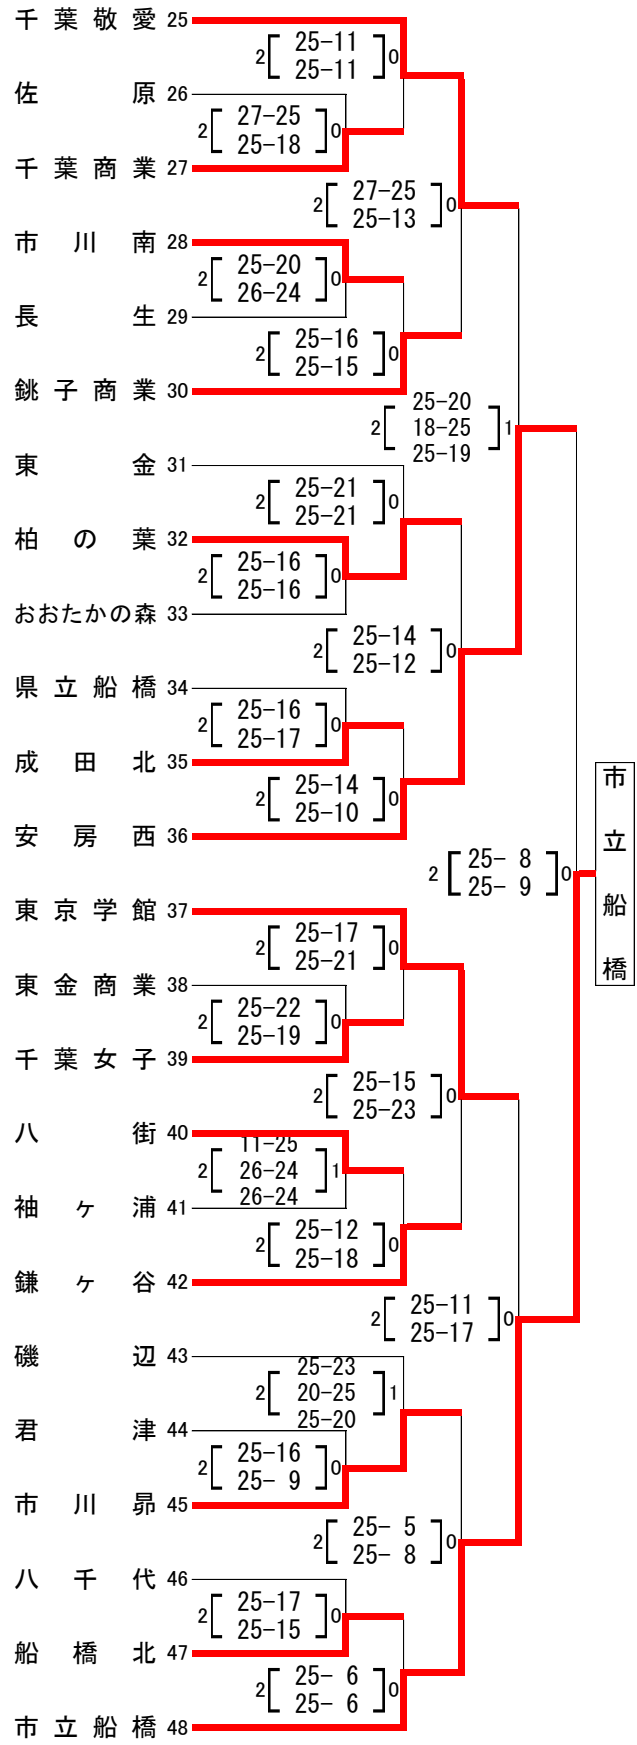 千葉敬愛 25
2 25-11 0
25-11
佐原 26
2 27-25 0
25-18
千葉商業 27
2 27-25 0
25-13
市川南 28
2 25-20 0
26-24
長生 29
2 25-16 0
25-15
銚子商業 30
25-20
2 18-25 1
25-19
東金 31
2 25-21 0
25-21
柏の葉 32
2 25-16 0
25-16
おおたかの森 33
2 25-14 0
25-12
県立船橋 34
2 25-16 0
25-17
成田北 35
2 25-14 0
25-10
安房西 36
市立船橋
2 25- 8 0
25- 9
東京学館 37
2 25-17 0
25-21
東金商業 38
2 25-22 0
25-19
千葉女子 39
2 25-15 0
25-23
八街 40
11-25
2 26-24 1
26-24
袖ヶ浦 41
2 25-12 0
25-18
鎌ヶ谷 42
2 25-11 0
25-17
磯辺 43
25-23
2 20-25 1
25-20
君津 44
2 25-16 0
25- 9
市川昴 45
2 25- 5 0
25- 8
八千代 46
2 25-17 0
25-15
船橋北 47
2 25- 6 0
25- 6
市立船橋 48